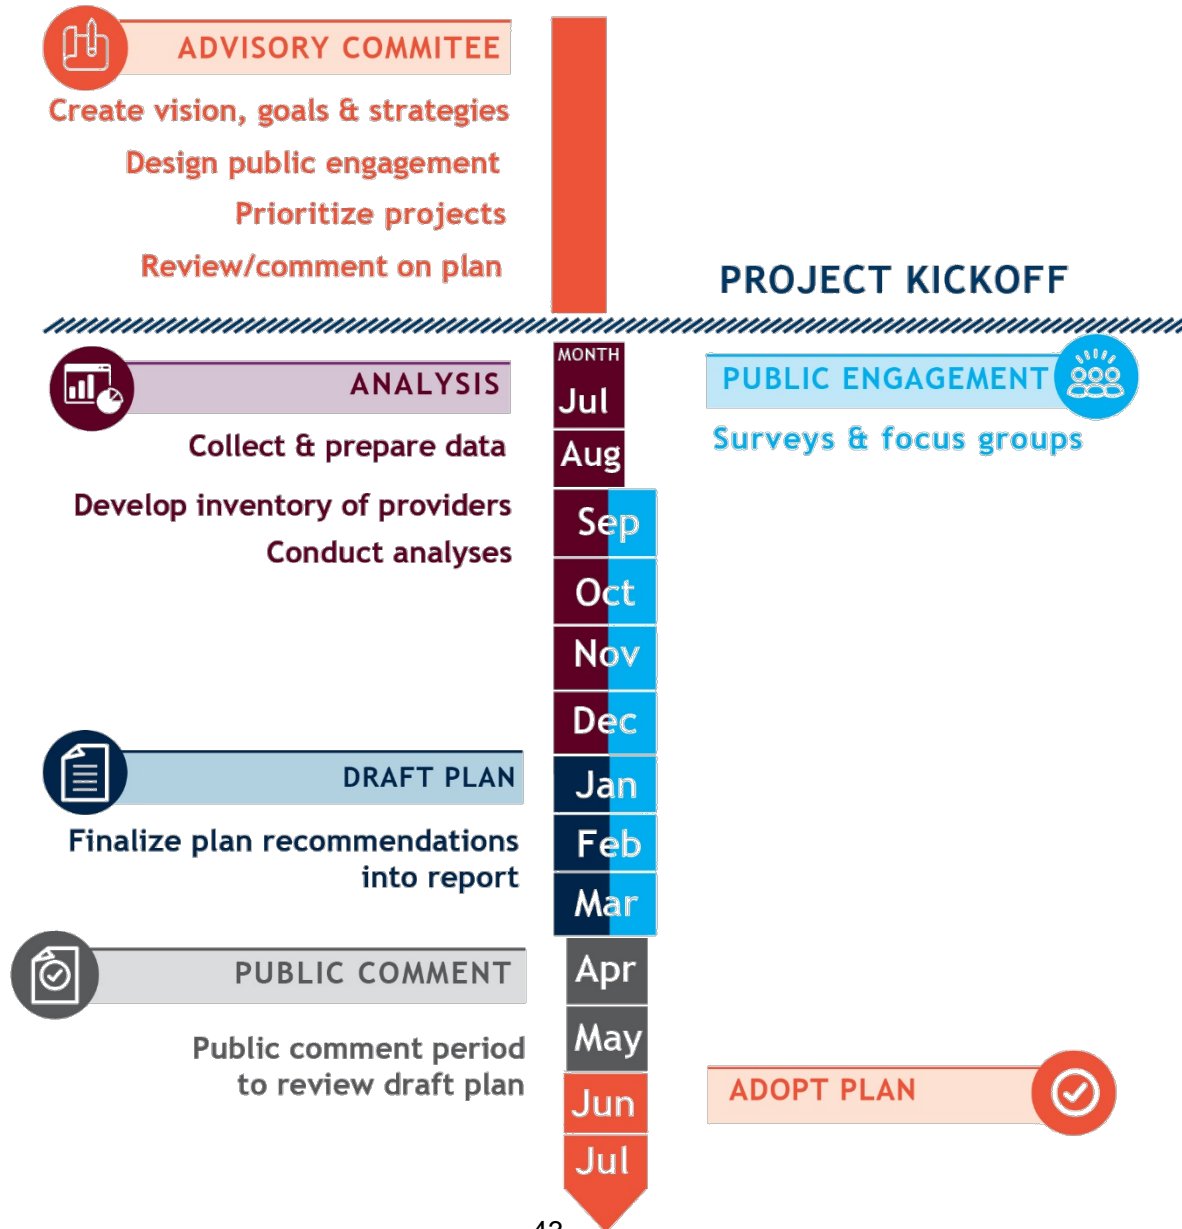 ADVISORY COMMITEE
Create vision, goals & strategies
Design public engagement
Prioritize projects
Review/comment on plan
PROJECT KICKOFF
MONTH
Jul
Aug
Sep
Oct
Nov
Dec
Jan
Feb
Mar
Apr
May
Jun
Jul
ANALYSIS
Collect & prepare data
Develop inventory of providers
Conduct analyses
PUBLIC ENGAGEMENT
Surveys & focus groups
DRAFT PLAN
Finalize plan recommendations
into report
PUBLIC COMMENT
Public comment period
to review draft plan
ADOPT PLAN